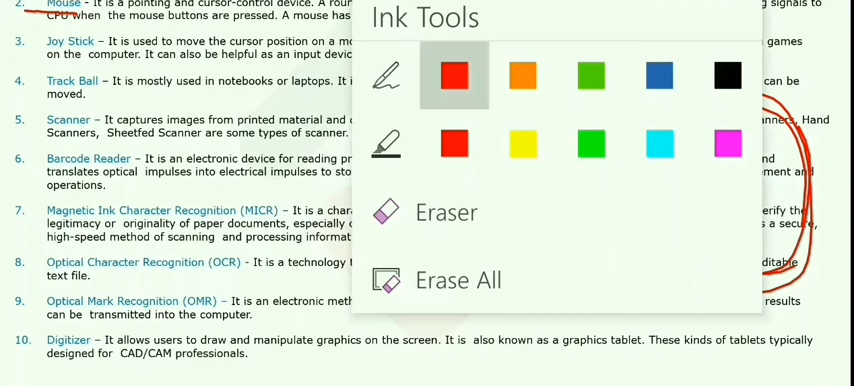 2. Mouse - It is a pointing and cursor-control device. A
g signals to
CPU when the mouse buttons are pressed. A mouse has
3. Joy Stick – It is used to move the cursor position on a
games
on the computer. It can also be helpful as an input
4. Track Ball – It is mostly used in notebooks or laptops. It
can be
moved.
5. Scanner – It captures images from printed material and
Hand
Scanners, Sheetfed Scanner are some types of scanner.
6. Barcode Reader – It is an electronic device for reading
translates optical impulses into electrical impulses to
and
operations.
7. Magnetic Ink Character Recognition (MICR) – It is a
the
legitimacy or originality of paper documents, especially
s a secure,
high-speed method of scanning and processing
8. Optical Character Recognition (OCR) - It is a technology
text file.
9. Optical Mark Recognition (OMR) – It is an electronic
results
can be transmitted into the computer.
10. Digitizer – It allows users to draw and manipulate graphics on the screen. It is also known as a graphics tablet. These kinds of tablets typically
designed for CAD/CAM professionals.
Ink Tools
Eraser
Erase All